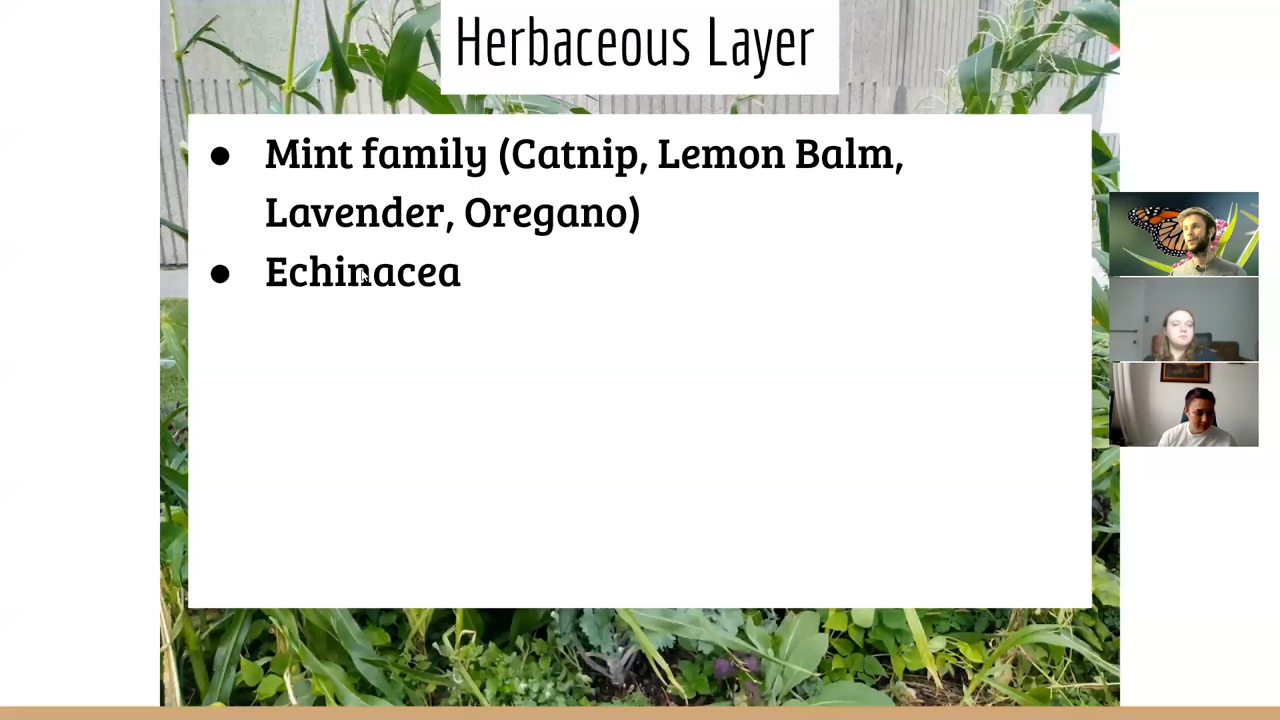 Herbaceous Layer
● Mint family (Catnip, Lemon Balm,
Lavender, Oregano)
● Echinacea